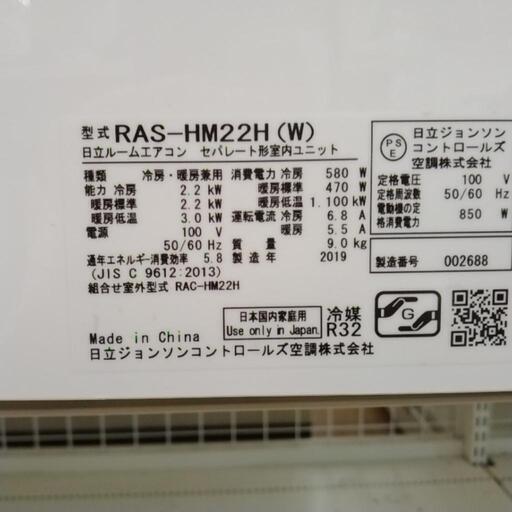 型式 RAS-HM22H (W)
日立ルームエアコン セパレート形室内ユニット
種類 冷房・暖房兼用
能力 冷房 2.2 kW
暖房標準 2.2 kW
暖房低温 3.0 kW
電源 100 V
50/60 Hz
消費電力 冷房 580 W
暖房標準 470 W
暖房低温 1.100 kW
運転電流 冷房 6.8 A
暖房 5.5 A
質量 9.0 kg
通年エネルギー消費効率 5.8
製造年 2019
(JIS C 9612:2013)
組合せ室外型式 RAC-HM22H
PSE
日立ジョンソン
コントロールズ
空調株式会社
定格電圧 100 V
定格周波数 50/60 Hz
電動機の定
格消費電力 850 W
製造番号 002688
日本国内家庭用
Use only in Japan.
冷媒
R32
G
Made in China
日立ジョンソンコントロールズ空調株式会社